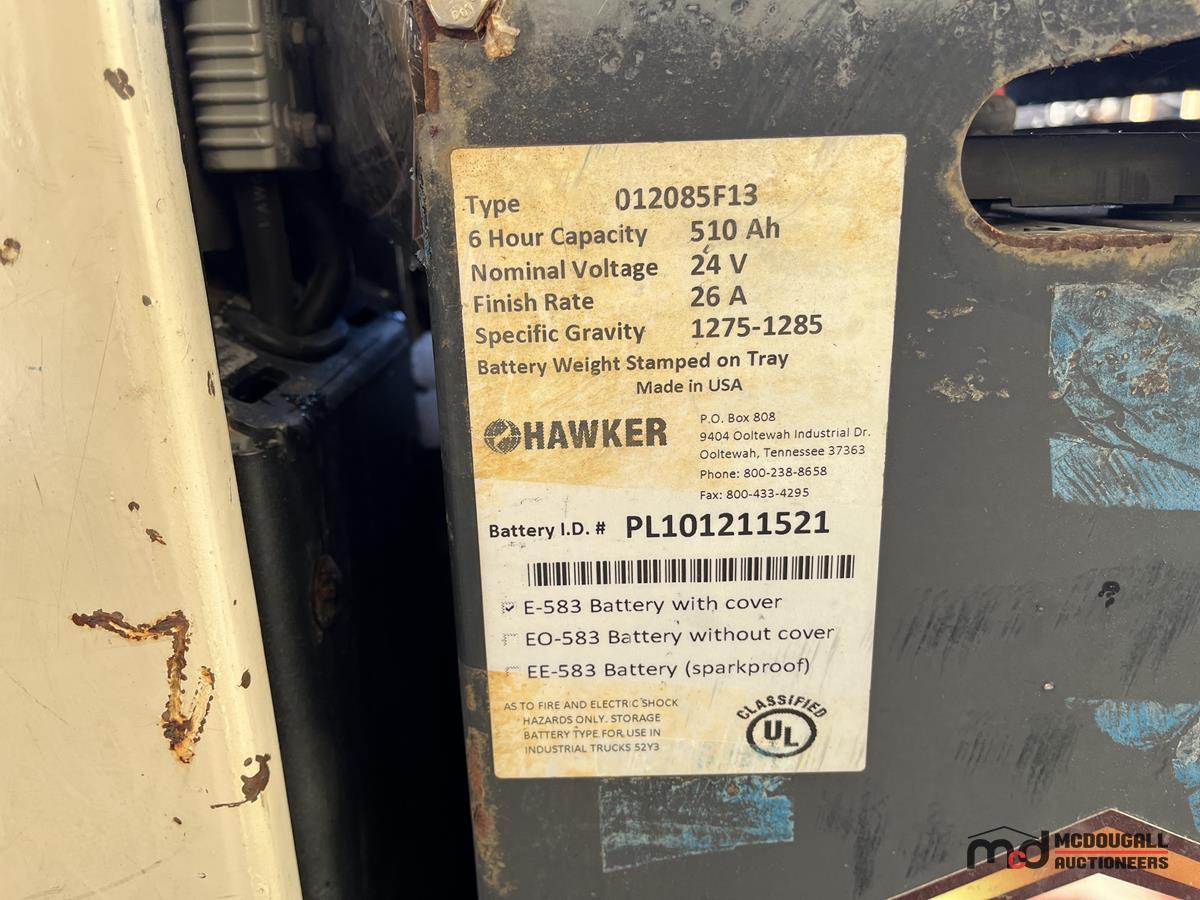 Type 012085F13
6 Hour Capacity 510 Ah
Nominal Voltage 24 V
Finish Rate 26 A
Specific Gravity 1275-1285
Battery Weight Stamped on Tray
Made in USA
HAWKER
P.O. Box 808
9404 Ooltewah Industrial Dr.
Ooltewah, Tennessee 37363
Phone: 800-238-8658
Fax: 800-433-4295
Battery I.D. # PL101211521
E-583 Battery with cover
EO-583 Battery without cover
EE-583 Battery (sparkproof)
AS TO FIRE AND ELECTRIC SHOCK
HAZARDS ONLY. STORAGE
BATTERY TYPE FOR USE IN
INDUSTRIAL TRUCKS 52Y3
CLASSIFIED
UL
mcd MCDOUGALL
AUCTIONEERS